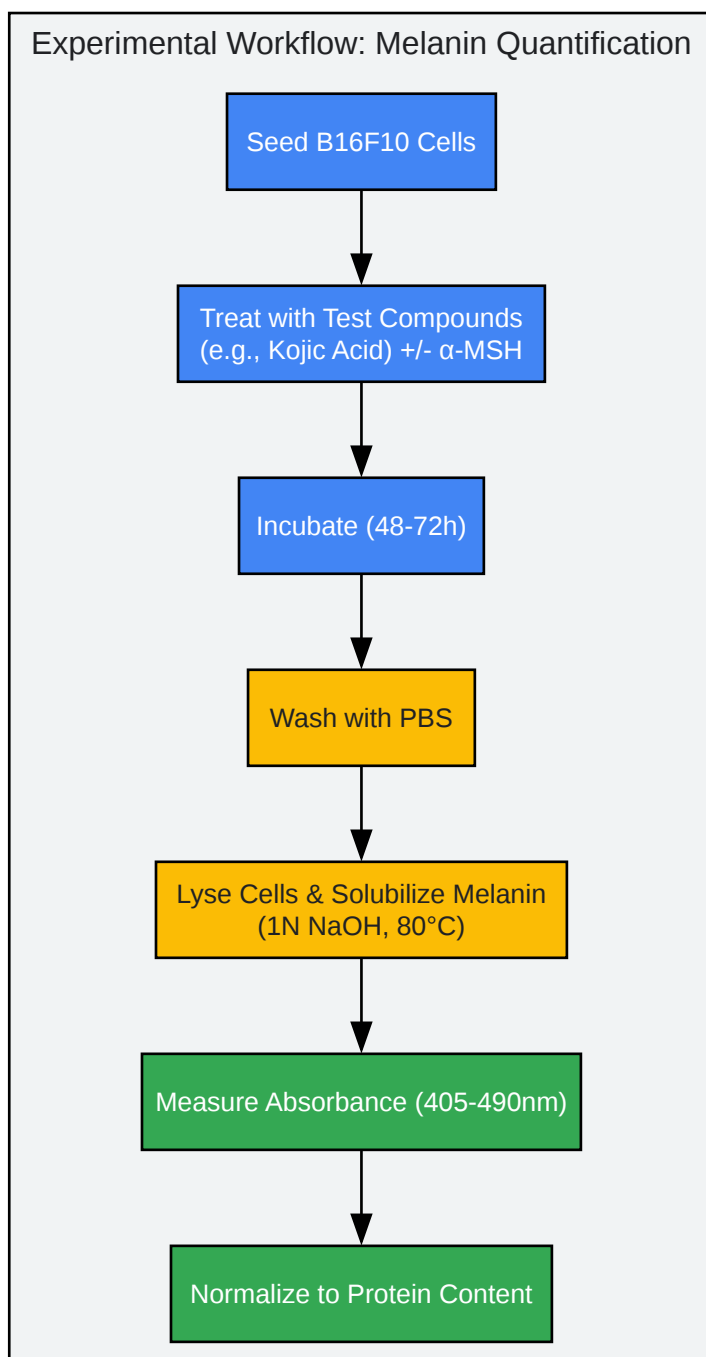 Experimental Workflow: Melanin Quantification
Seed B16F10 Cells
Treat with Test Compounds
(e.g., Kojic Acid) +/- α-MSH
Incubate (48-72h)
Wash with PBS
Lyse Cells & Solubilize Melanin
(1N NaOH, 80°C)
Measure Absorbance (405-490nm)
Normalize to Protein Content